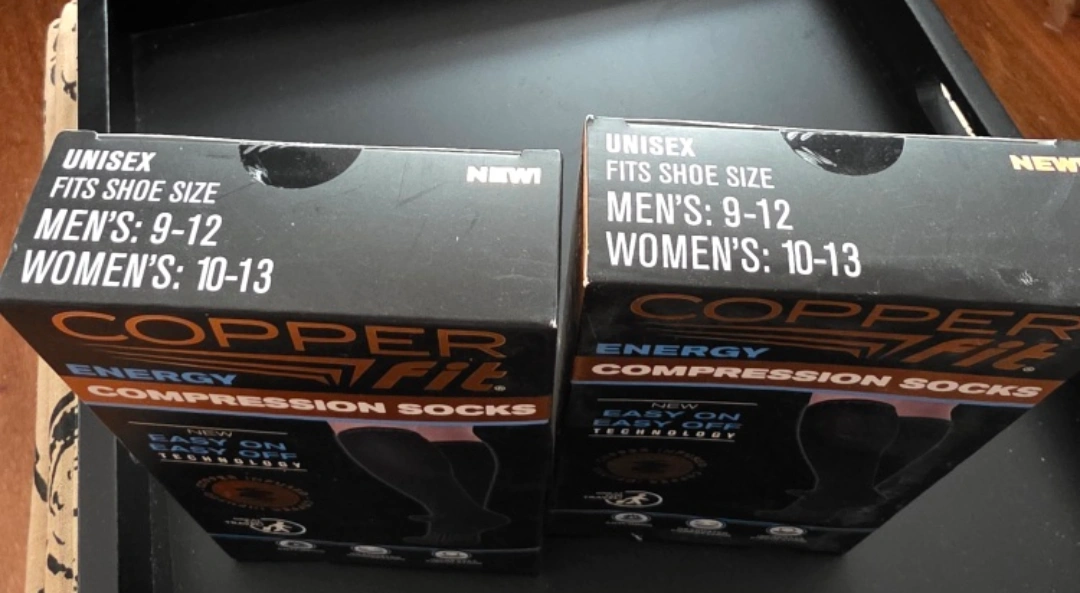 UNISEX
FITS SHOE SIZE
MEN'S: 9-12
WOMEN'S: 10-13
NEW!
COPPER
fit®
ENERGY
COMPRESSION SOCKS
NEW
EASY ON
EASY OFF
TECHNOLOGY
UNISEX
FITS SHOE SIZE
MEN'S: 9-12
WOMEN'S: 10-13
NEW!
COPPER
fit®
ENERGY
COMPRESSION SOCKS
NEW
EASY ON
EASY OFF
TECHNOLOGY